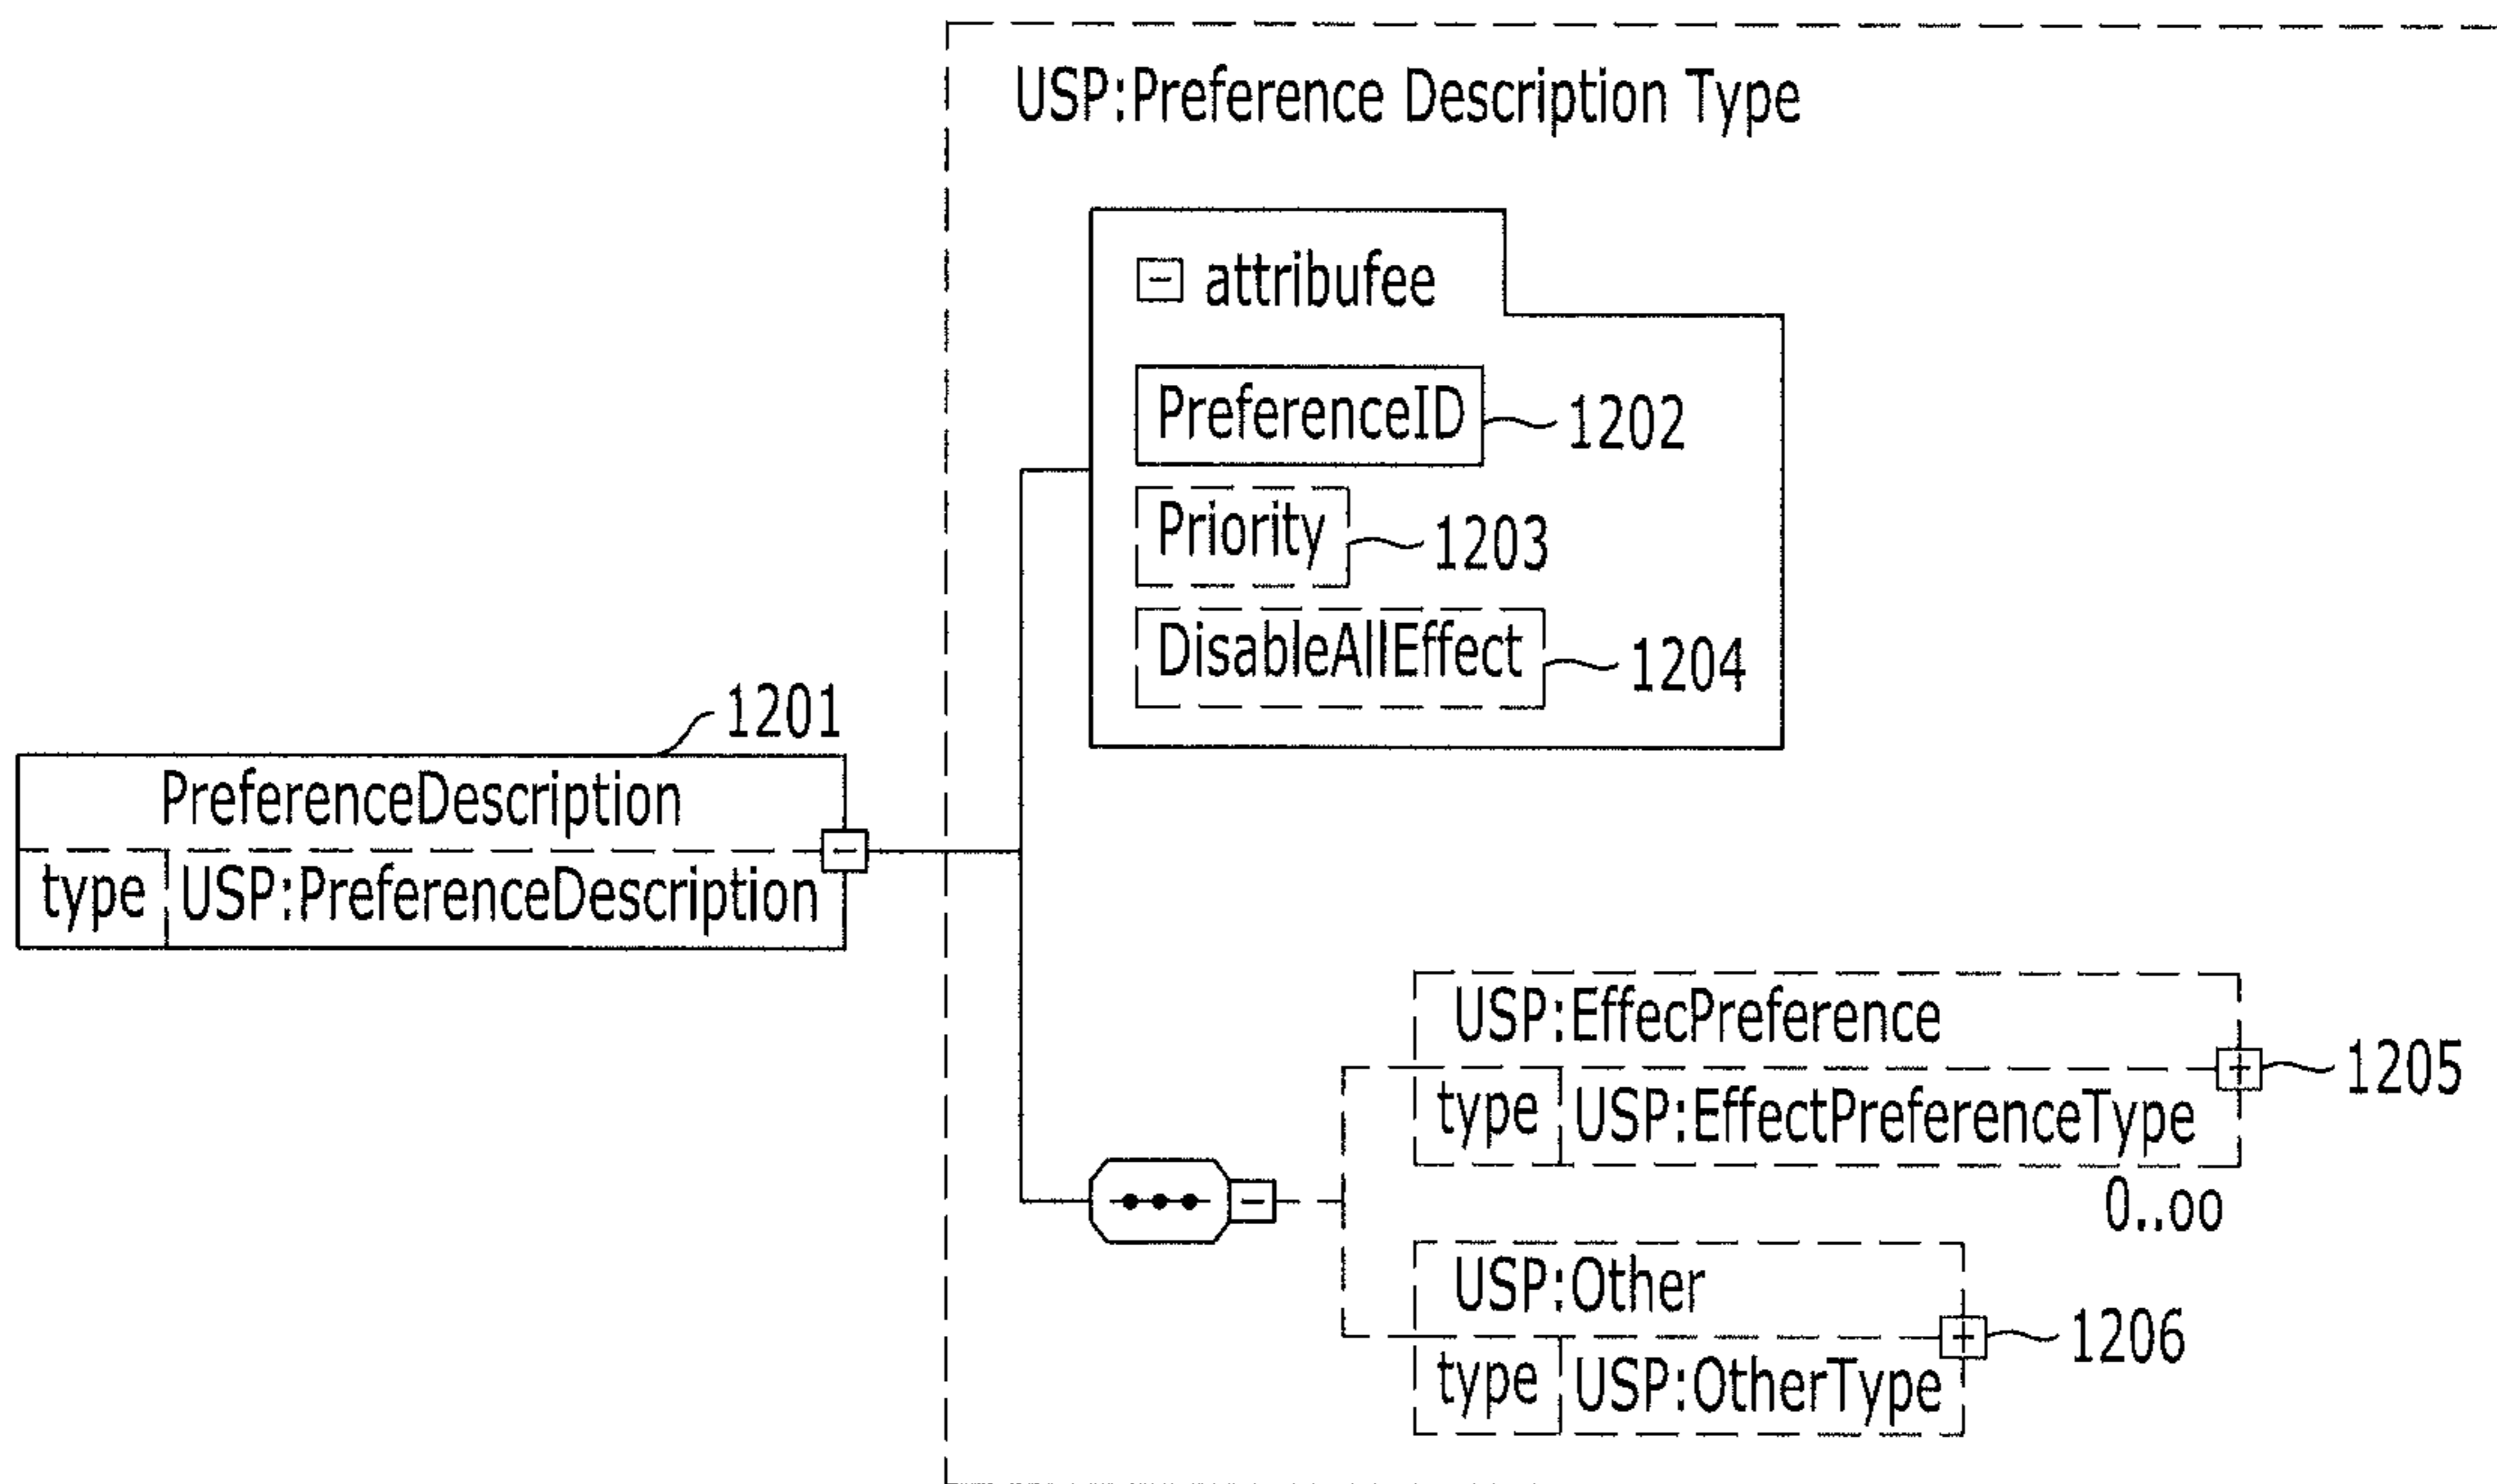 USP:Preference Description Type
attribufee
PreferenceID 1202
Priority 1203
DisableAllEffect 1204
1201
PreferenceDescription
type USP:PreferenceDescription
USP:EffecPreference
1205
type USP:EffectPreferenceType
0..oo
USP:Other
1206
type USP:OtherType